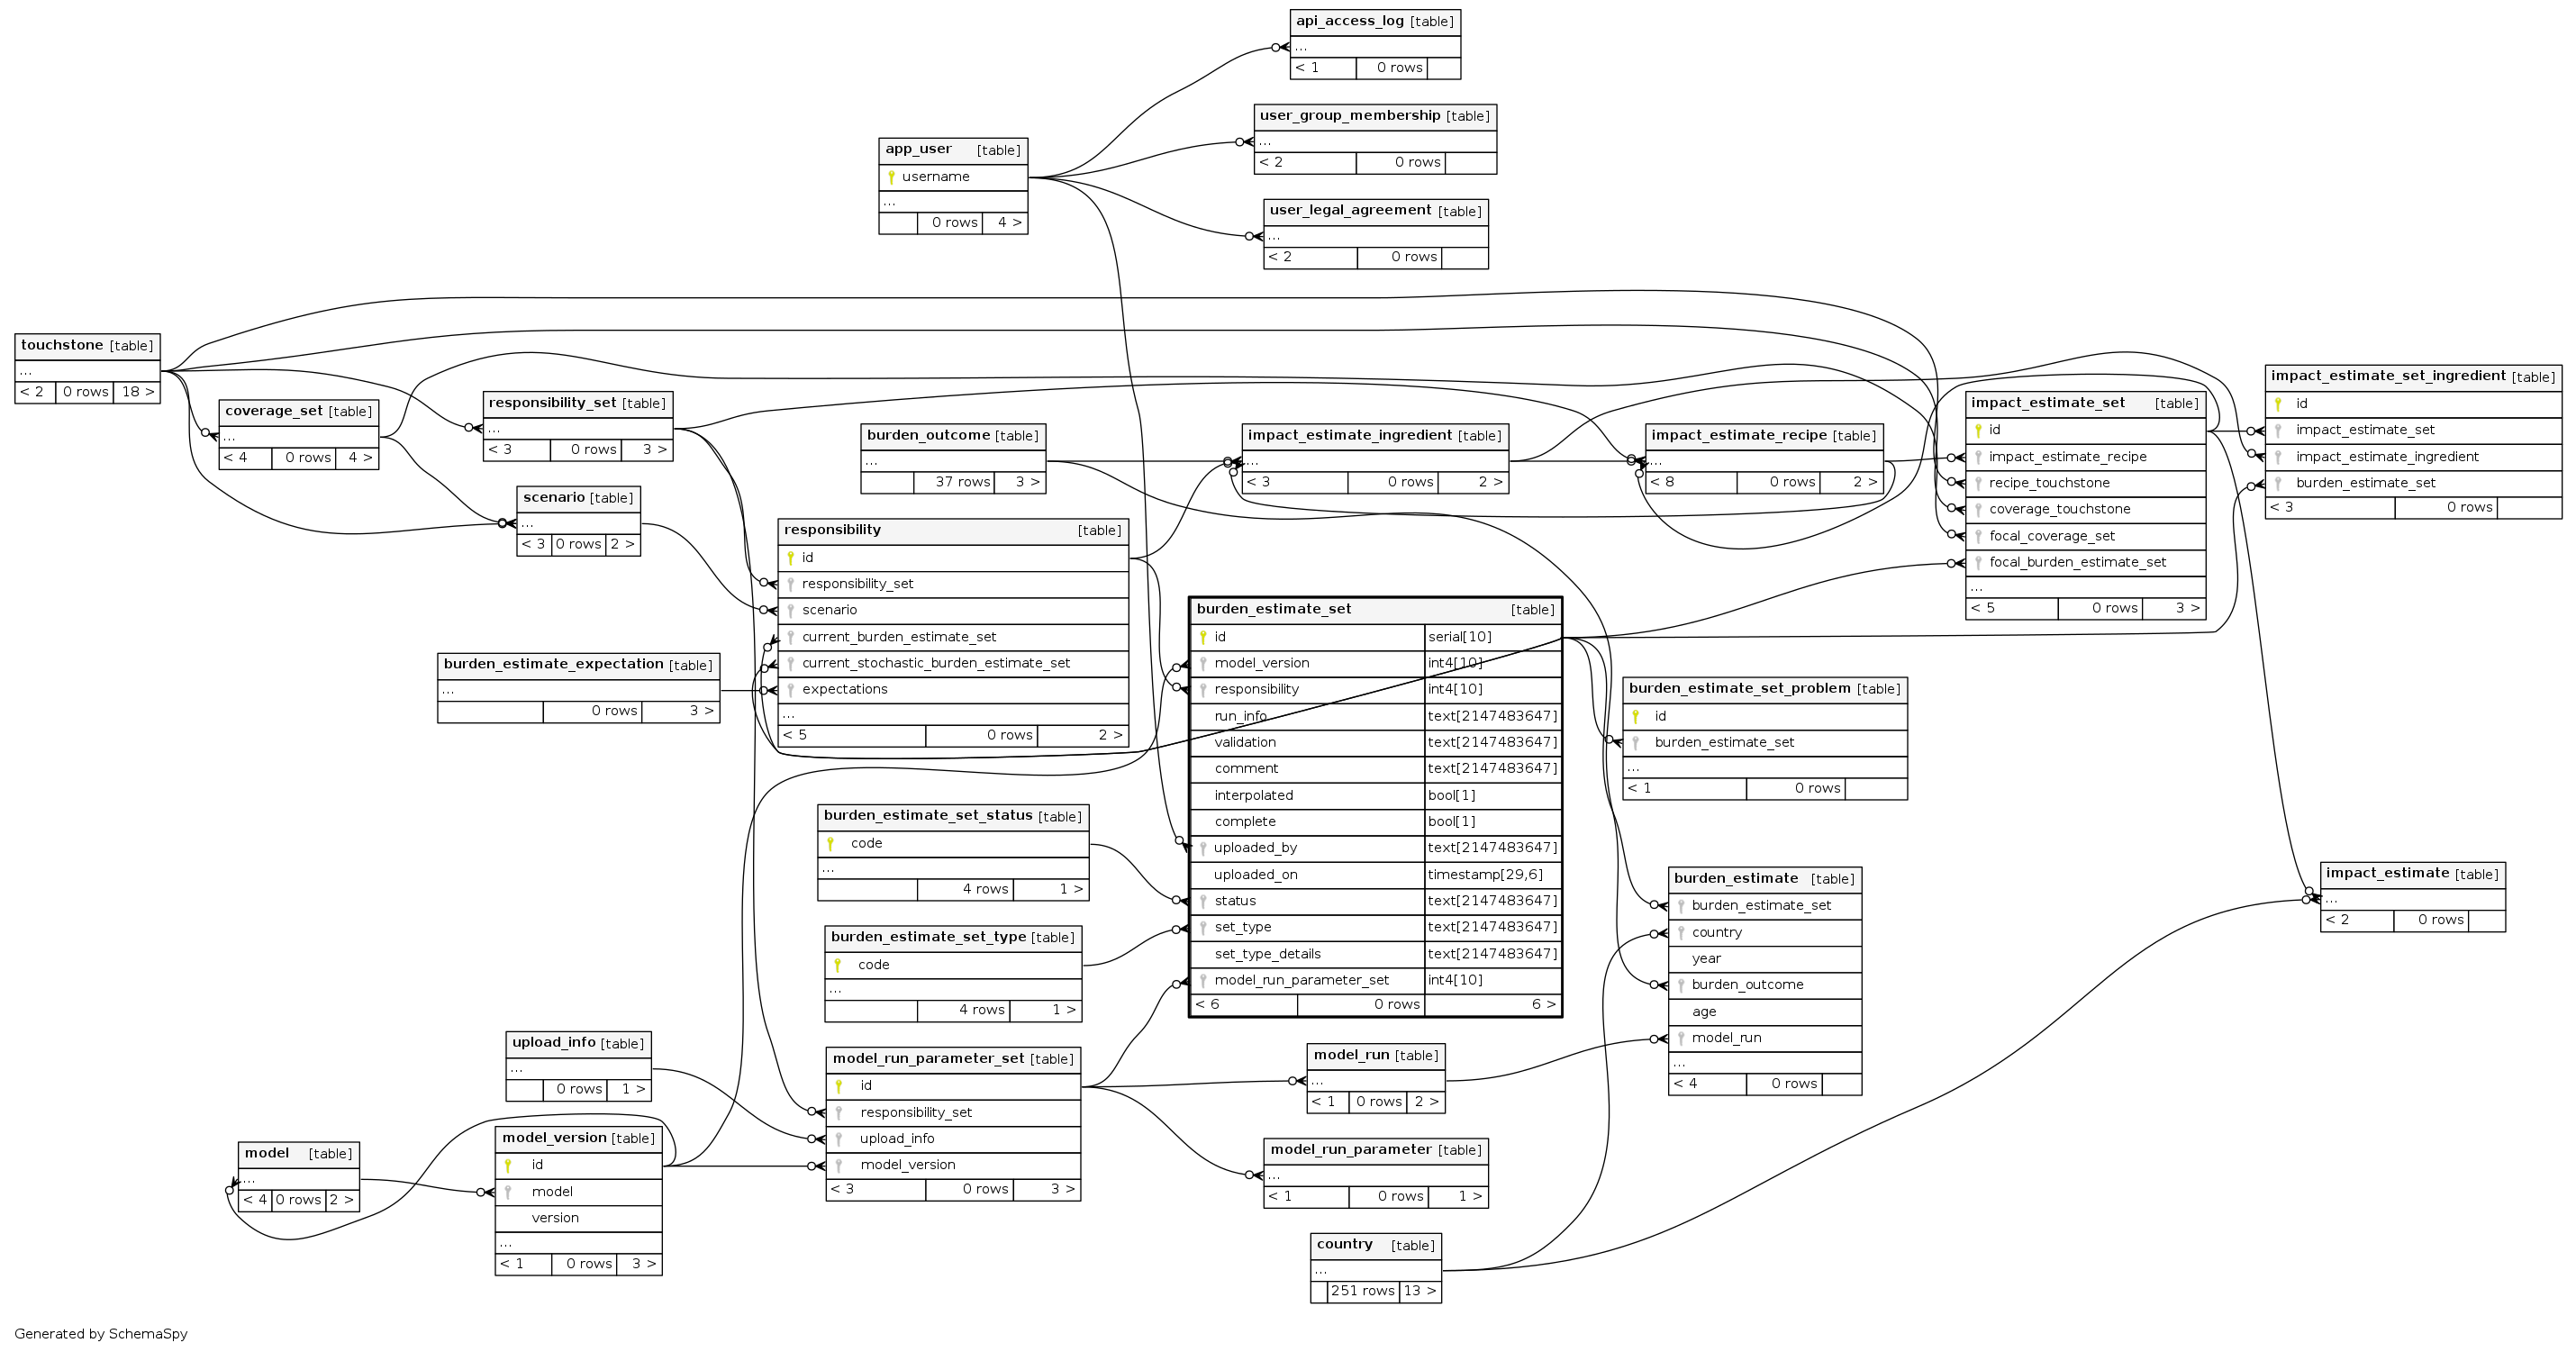 api_access_log [table]
...
< 1 0 rows
user_group_membership [table]
...
< 2 0 rows
app_user [table]
username
...
0 rows 4 >
user_legal_agreement [table]
...
< 2 0 rows
touchstone [table]
...
< 2 0 rows 18 >
coverage_set [table]
...
< 4 0 rows 4 >
responsibility_set [table]
...
< 3 0 rows 3 >
scenario [table]
...
< 3 0 rows 2 >
burden_outcome [table]
...
37 rows 3 >
impact_estimate_ingredient [table]
...
< 3 0 rows 2 >
impact_estimate_recipe [table]
...
< 8 0 rows 2 >
impact_estimate_set [table]
id
impact_estimate_recipe
recipe_touchstone
coverage_touchstone
focal_coverage_set
focal_burden_estimate_set
...
< 5 0 rows 3 >
impact_estimate_set_ingredient [table]
id
impact_estimate_set
impact_estimate_ingredient
burden_estimate_set
< 3 0 rows
responsibility [table]
id
responsibility_set
scenario
current_burden_estimate_set
current_stochastic_burden_estimate_set
expectations
...
< 5 0 rows 2 >
burden_estimate_expectation [table]
...
0 rows 3 >
burden_estimate_set [table]
id serial[10]
model_version int4[10]
responsibility int4[10]
run_info text[2147483647]
validation text[2147483647]
comment text[2147483647]
interpolated bool[1]
complete bool[1]
uploaded_by text[2147483647]
uploaded_on timestamp[29,6]
status text[2147483647]
set_type text[2147483647]
set_type_details text[2147483647]
model_run_parameter_set int4[10]
< 6 0 rows 6 >
burden_estimate_set_problem [table]
id
burden_estimate_set
...
< 1 0 rows
burden_estimate_set_status [table]
code
...
4 rows 1 >
burden_estimate_set_type [table]
code
...
4 rows 1 >
burden_estimate [table]
burden_estimate_set
country
year
burden_outcome
age
model_run
...
< 4 0 rows
impact_estimate [table]
...
< 2 0 rows
upload_info [table]
...
0 rows 1 >
model_run_parameter_set [table]
id
responsibility_set
upload_info
model_version
< 3 0 rows 3 >
model_run [table]
...
< 1 0 rows 2 >
model [table]
...
< 4 0 rows 2 >
model_version [table]
id
model
version
...
< 1 0 rows 3 >
model_run_parameter [table]
...
< 1 0 rows 1 >
country [table]
...
251 rows 13 >
Generated by SchemaSpy